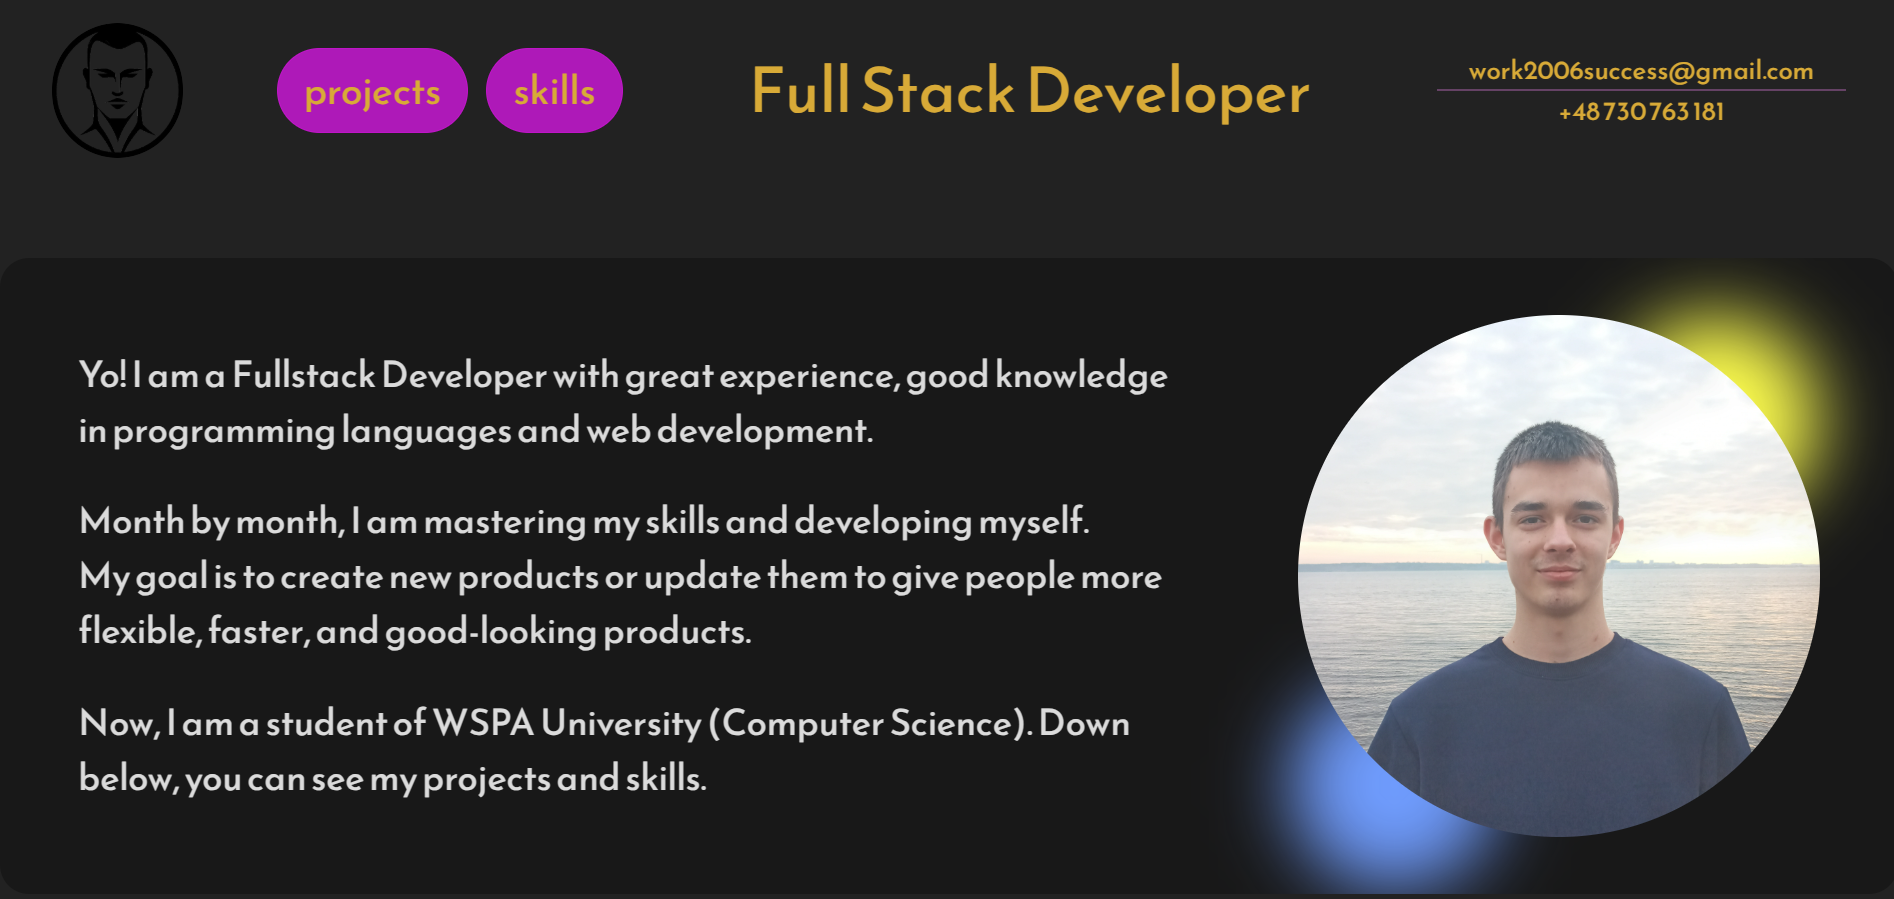 projects
skills
Full Stack Developer
work2006success@gmail.com
+48730763181
Yo! I am a Fullstack Developer with great experience, good knowledge
in programming languages and web development.
Month by month, I am mastering my skills and developing myself.
My goal is to create new products or update them to give people more
flexible, faster, and good-looking products.
Now, I am a student of WSPA University (Computer Science). Down
below, you can see my projects and skills.